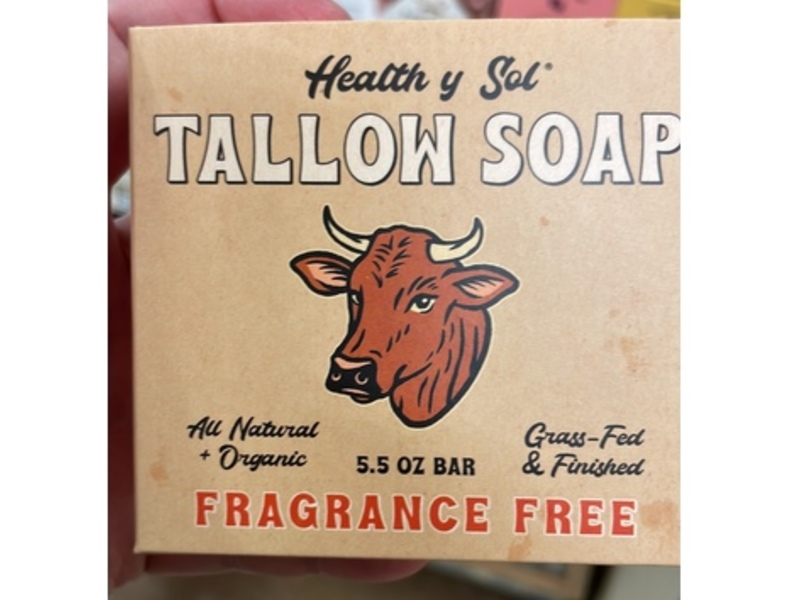 Health y Sol®
TALLOW SOAP
All Natural
+ Organic
5.5 OZ BAR
Grass-Fed
& Finished
FRAGRANCE FREE